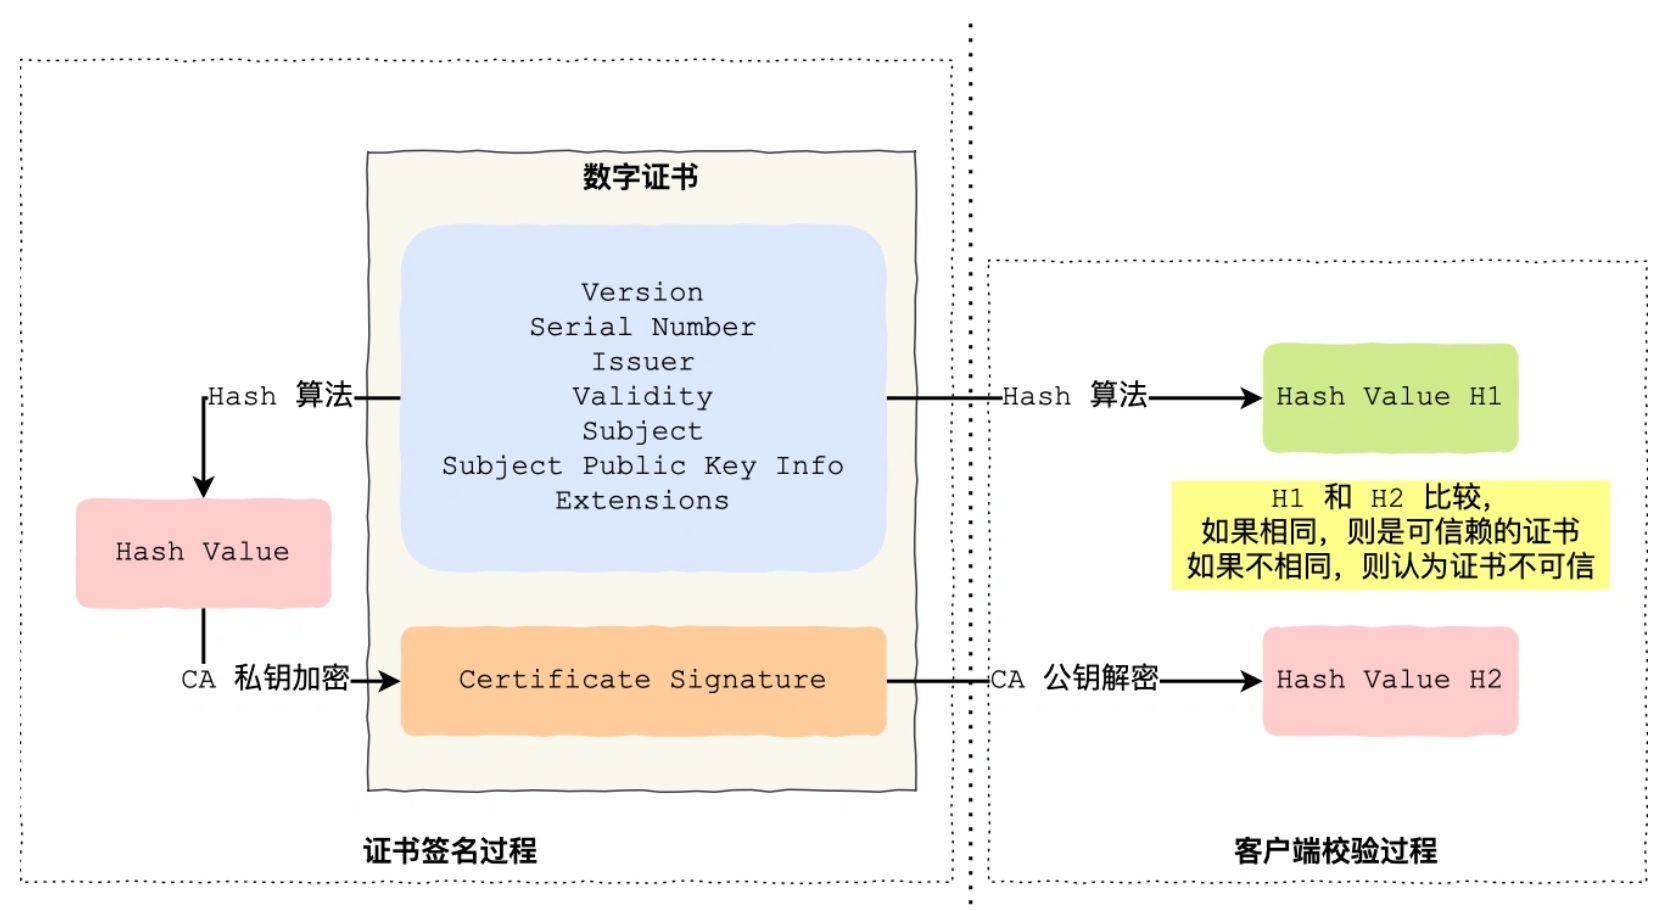 数字证书
Version
Serial Number
Issuer
Validity
Subject
Subject Public Key Info
Extensions
Hash 算法
Hash Value
CA 私钥加密
Certificate Signature
证书签名过程
Hash 算法
Hash Value H1
H1 和 H2 比较，
如果相同，则是可信赖的证书
如果不相同，则认为证书不可信
CA 公钥解密
Hash Value H2
客户端校验过程